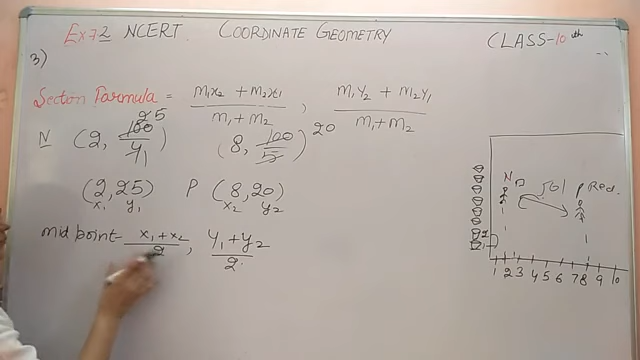 Ex 7.2 NCERT COORDINATE GEOMETRY CLASS-10th
3)
Section Formula = m1x2 + m2x1 / m1+m2 , m1y2 + m2y1 / m1+m2
25 20
N (2, 100/4) (8, 100/5)
(2,25) P (8,20)
x1 y1 x2 y2
mid point- x1+x2 / 2 , y1+y2 / 2
N P Red
1 2 3 4 5 6 7 8 9 10